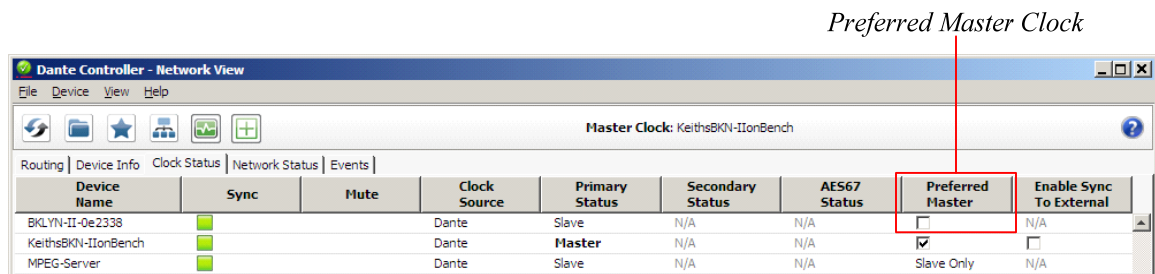 Preferred Master Clock
Dante Controller - Network View
File Device View Help
Master Clock: KeithsBKN-IIonBench
Routing Device Info Clock Status Network Status Events
Device Name Sync Mute Clock Source Primary Status Secondary Status AES67 Status Preferred Master Enable Sync To External
BKLYN-II-0e2338 Dante Slave N/A N/A N/A
KeithsBKN-IIonBench Dante Master N/A N/A
MPEG-Server Dante Slave N/A N/A Slave Only N/A